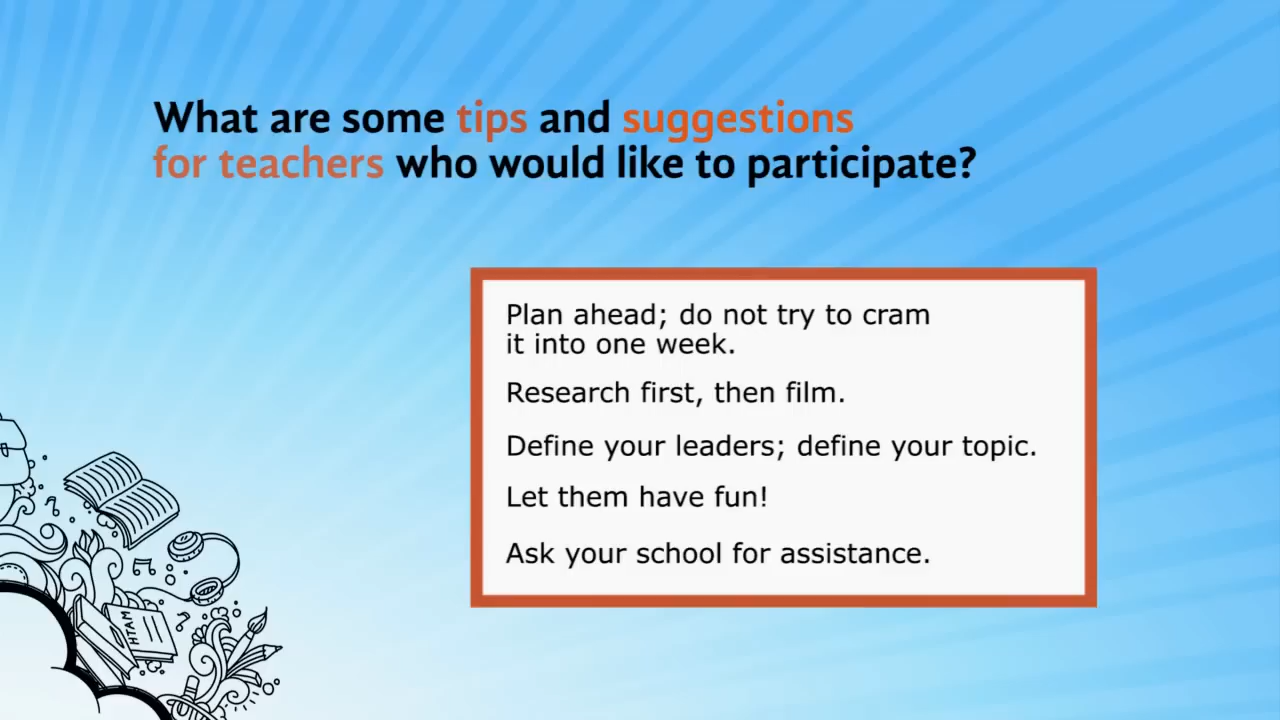 What are some tips and suggestions
for teachers who would like to participate?
Plan ahead; do not try to cram
it into one week.
Research first, then film.
Define your leaders; define your topic.
Let them have fun!
Ask your school for assistance.
HTAM